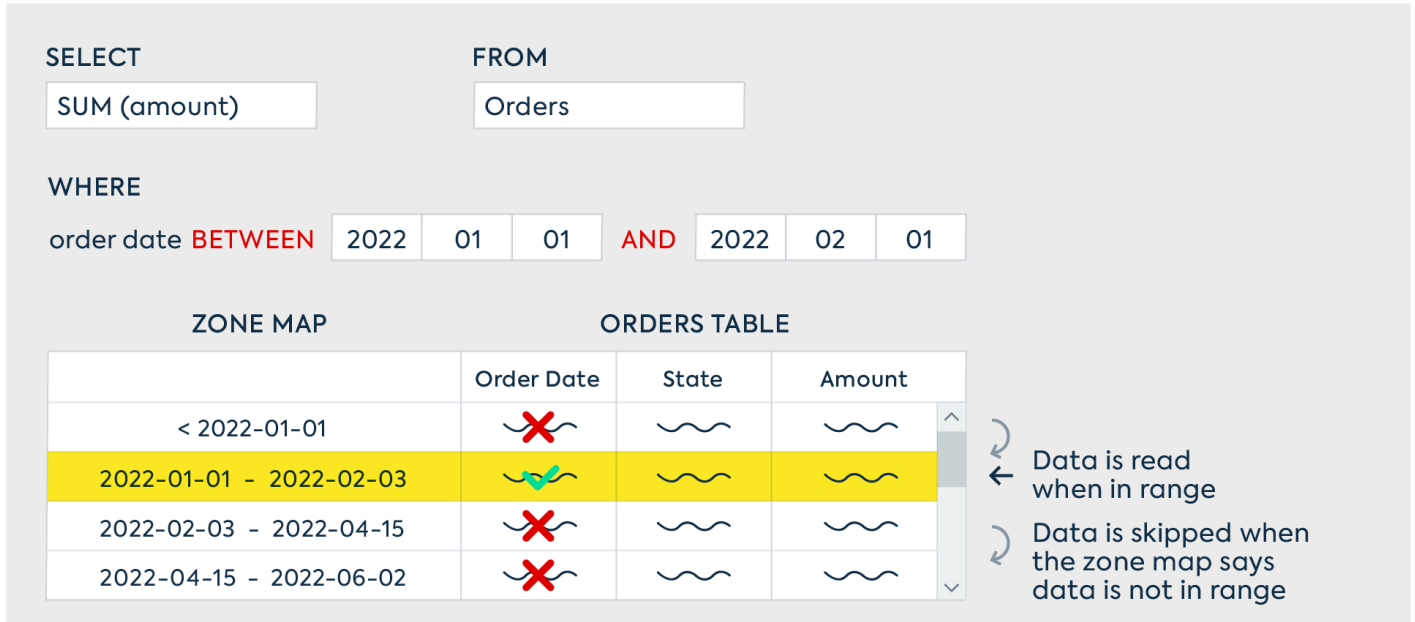 SELECT FROM
SUM (amount) Orders
WHERE
order date BETWEEN 2022 01 01 AND 2022 02 01
ZONE MAP ORDERS TABLE
Order Date State Amount
< 2022-01-01
2022-01-01 - 2022-02-03
2022-02-03 - 2022-04-15
2022-04-15 - 2022-06-02
Data is read
when in range
Data is skipped when
the zone map says
data is not in range